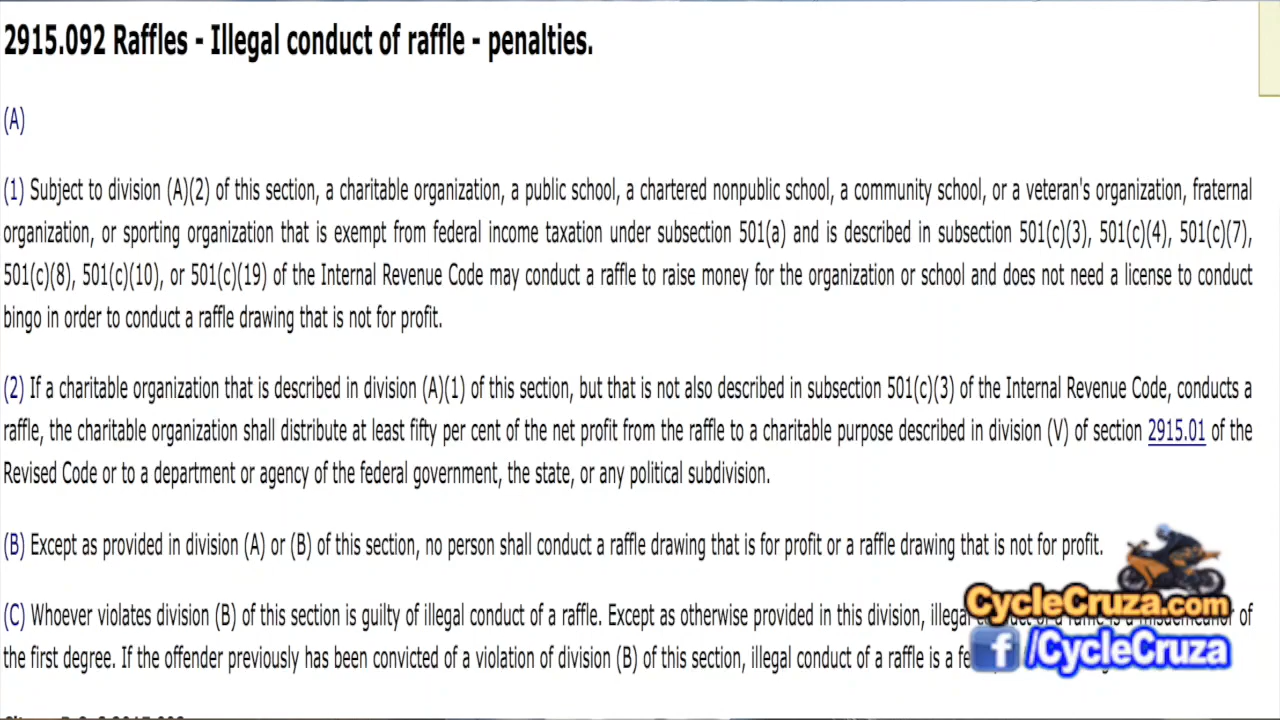 2915.092 Raffles - Illegal conduct of raffle - penalties.
(A)
(1) Subject to division (A)(2) of this section, a charitable organization, a public school, a chartered nonpublic school, a community school, or a veteran's organization, fraternal
organization, or sporting organization that is exempt from federal income taxation under subsection 501(a) and is described in subsection 501(c)(3), 501(c)(4), 501(c)(7),
501(c)(8), 501(c)(10), or 501(c)(19) of the Internal Revenue Code may conduct a raffle to raise money for the organization or school and does not need a license to conduct
bingo in order to conduct a raffle drawing that is not for profit.
(2) If a charitable organization that is described in division (A)(1) of this section, but that is not also described in subsection 501(c)(3) of the Internal Revenue Code, conducts a
raffle, the charitable organization shall distribute at least fifty per cent of the net profit from the raffle to a charitable purpose described in division (V) of section 2915.01 of the
Revised Code or to a department or agency of the federal government, the state, or any political subdivision.
(B) Except as provided in division (A) or (B) of this section, no person shall conduct a raffle drawing that is for profit or a raffle drawing that is not for profit.
(C) Whoever violates division (B) of this section is guilty of illegal conduct of a raffle. Except as otherwise provided in this division, illegal of
the first degree. If the offender previously has been convicted of a violation of division (B) of this section, illegal conduct of a raffle is a
CycleCruza.com
f /CycleCruza